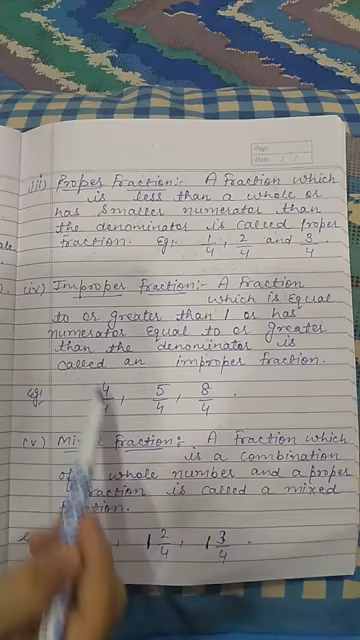 Page:
Date: / /
iii) Proper fraction:- A fraction which
is less than a whole or
has smaller numerator than
the denominator is called proper
fraction. Eg: 1/4, 2/4 and 3/4.
(iv) Improper fraction:- A fraction
which is equal
to or greater than 1 or has
numerator equal to or greater
than the denominator is
called an improper fraction.
eg: 4/4, 5/4, 8/4.
(v) Mixed fraction:- A fraction which
is a combination
of whole number and a proper
fraction is called a mixed
fraction.
, 1 2/4, 1 3/4.